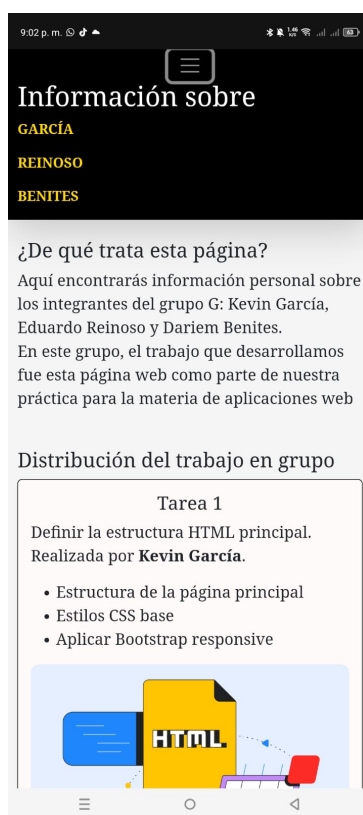 9:02 p. m.
1.46 K/s 63
Información sobre
GARCÍA
REINOSO
BENITES
¿De qué trata esta página?
Aquí encontrarás información personal sobre
los integrantes del grupo G: Kevin García,
Eduardo Reinoso y Dariem Benites.
En este grupo, el trabajo que desarrollamos
fue esta página web como parte de nuestra
práctica para la materia de aplicaciones web
Distribución del trabajo en grupo
Tarea 1
Definir la estructura HTML principal.
Realizada por Kevin García.
• Estructura de la página principal
• Estilos CSS base
• Aplicar Bootstrap responsive
HTML